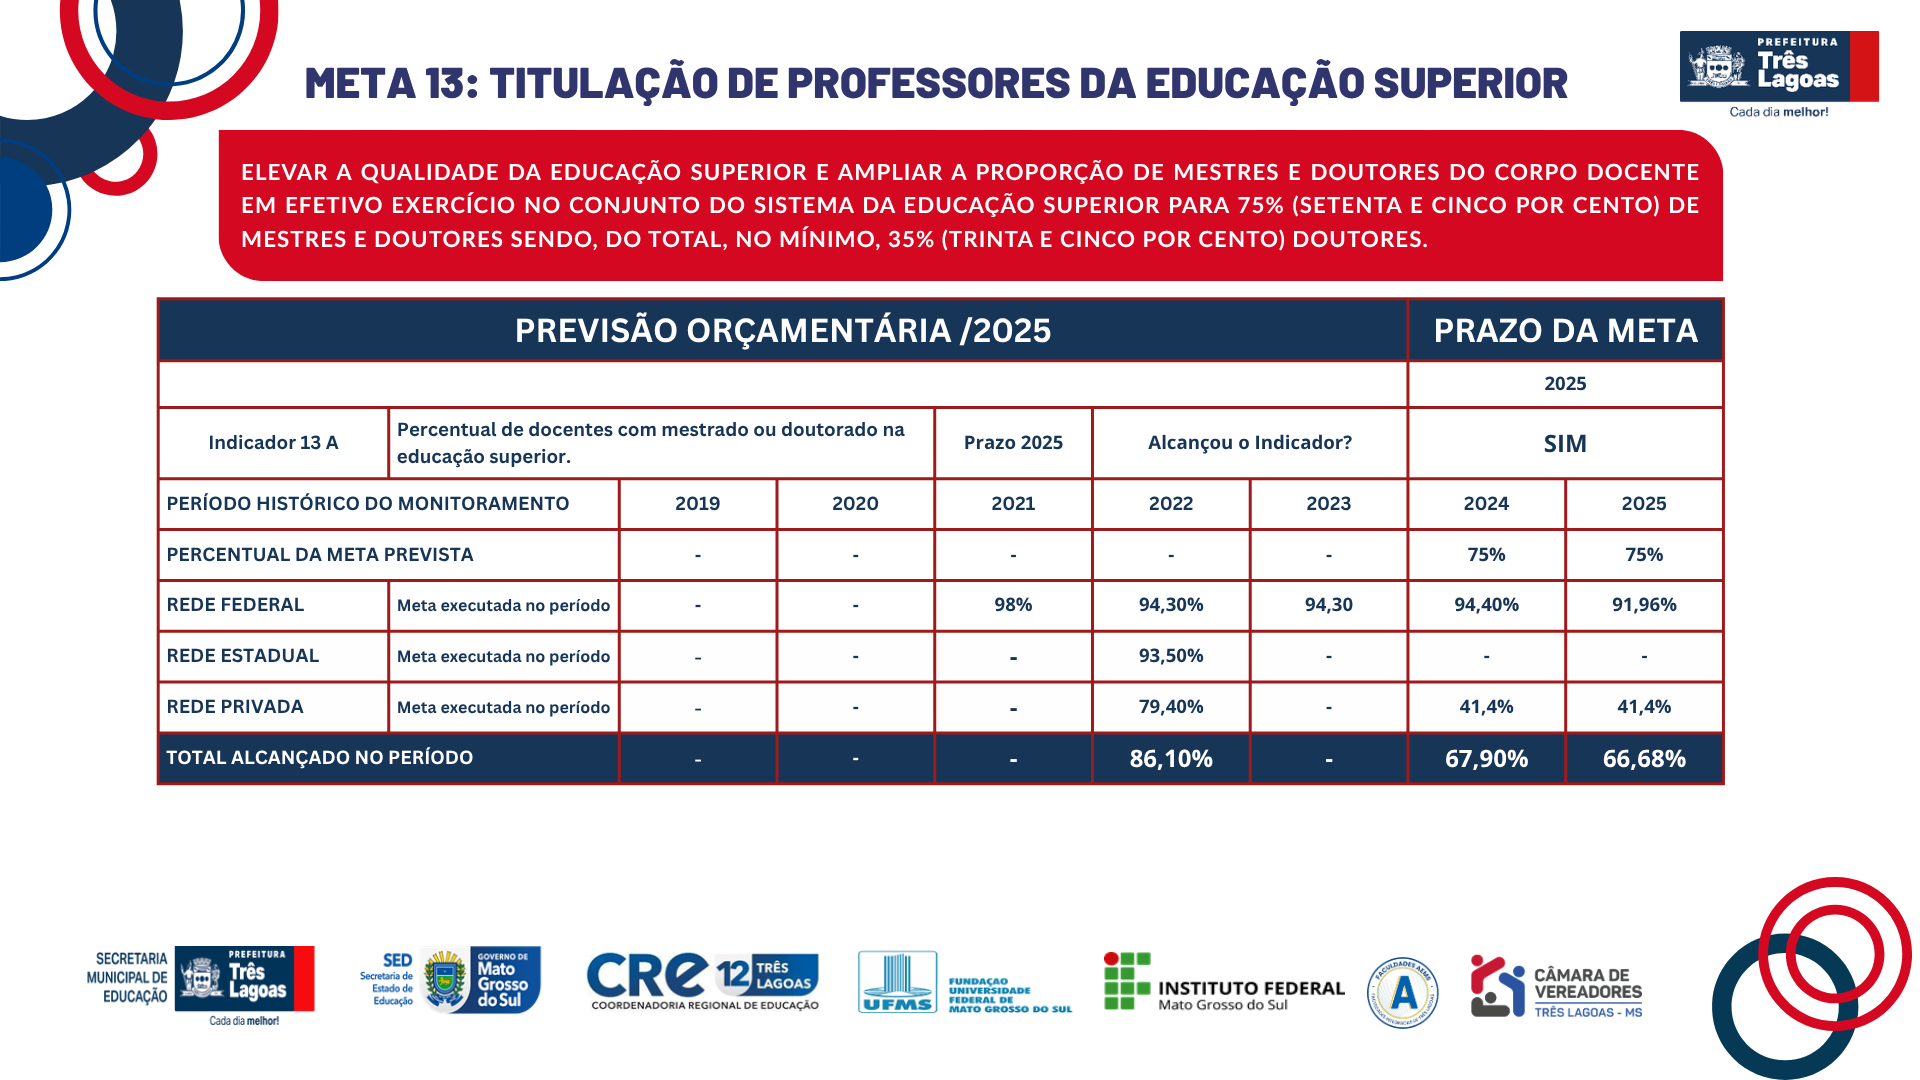 META 13: TITULAÇÃO DE PROFESSORES DA EDUCAÇÃO SUPERIOR
PREFEITURA
Três
Lagoas
Cada dia melhor!
ELEVAR A QUALIDADE DA EDUCAÇÃO SUPERIOR E AMPLIAR A PROPORÇÃO DE MESTRES E DOUTORES DO CORPO DOCENTE
EM EFETIVO EXERCÍCIO NO CONJUNTO DO SISTEMA DA EDUCAÇÃO SUPERIOR PARA 75% (SETENTA E CINCO POR CENTO) DE
MESTRES E DOUTORES SENDO, DO TOTAL, NO MÍNIMO, 35% (TRINTA E CINCO POR CENTO) DOUTORES.
PREVISÃO ORÇAMENTÁRIA /2025 PRAZO DA META
2025
Indicador 13 A Percentual de docentes com mestrado ou doutorado na
educação superior. Prazo 2025 Alcançou o Indicador? SIM
PERÍODO HISTÓRICO DO MONITORAMENTO 2019 2020 2021 2022 2023 2024 2025
PERCENTUAL DA META PREVISTA - - - - - 75% 75%
REDE FEDERAL Meta executada no período - - 98% 94,30% 94,30 94,40% 91,96%
REDE ESTADUAL Meta executada no período - - - 93,50% - - -
REDE PRIVADA Meta executada no período - - - 79,40% - 41,4% 41,4%
TOTAL ALCANÇADO NO PERÍODO - - - 86,10% - 67,90% 66,68%
SECRETARIA
MUNICIPAL DE
EDUCAÇÃO
PREFEITURA
Três
Lagoas
Cada dia melhor!
SED
Secretaria de
Estado de
Educação
GOVERNO DE
Mato
Grosso
do Sul
CRE 12 TRÊS
LAGOAS
COORDENADORIA REGIONAL DE EDUCAÇÃO
UFMS
FUNDAÇAO
UNIVERSIDADE
FEDERAL DE
MATO GROSSO DO SUL
INSTITUTO FEDERAL
Mato Grosso do Sul
FACULDADES AEMS
A
CÂMARA DE
VEREADORES
TRÊS LAGOAS - MS